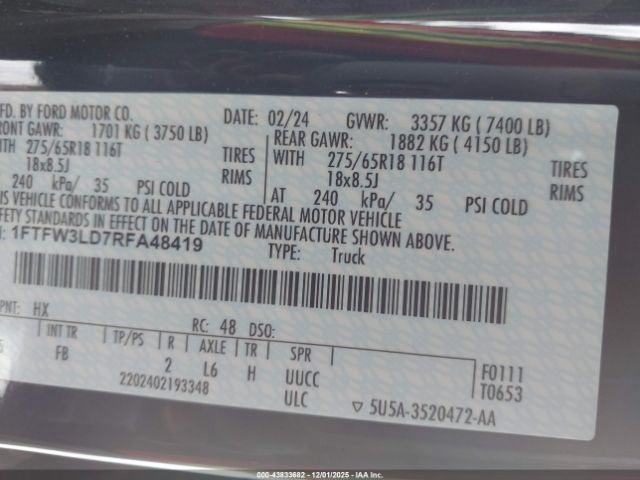 MFD. BY FORD MOTOR CO. DATE: 02/24 GVWR: 3357 KG ( 7400 LB)
FRONT GAWR: 1701 KG ( 3750 LB) REAR GAWR: 1882 KG ( 4150 LB)
WITH 275/65R18 116T TIRES WITH 275/65R18 116T TIRES
18x8.5J RIMS 18x8.5J RIMS
240 kPa/ 35 PSI COLD AT 240 kPa/ 35 PSI COLD
THIS VEHICLE CONFORMS TO ALL APPLICABLE FEDERAL MOTOR VEHICLE
SAFETY STANDARDS IN EFFECT ON THE DATE OF MANUFACTURE SHOWN ABOVE.
1FTFW3LD7RFA48419 TYPE: Truck
PNT: HX RC: 48 DSO:
INT TR TP/PS R AXLE TR SPR F0111
FB 2 L6 H UUCC T0653
2202402193348 ULC ▽ 5U5A-3520472-AA
000-43833682 - 12/01/2025 - IAA Inc.